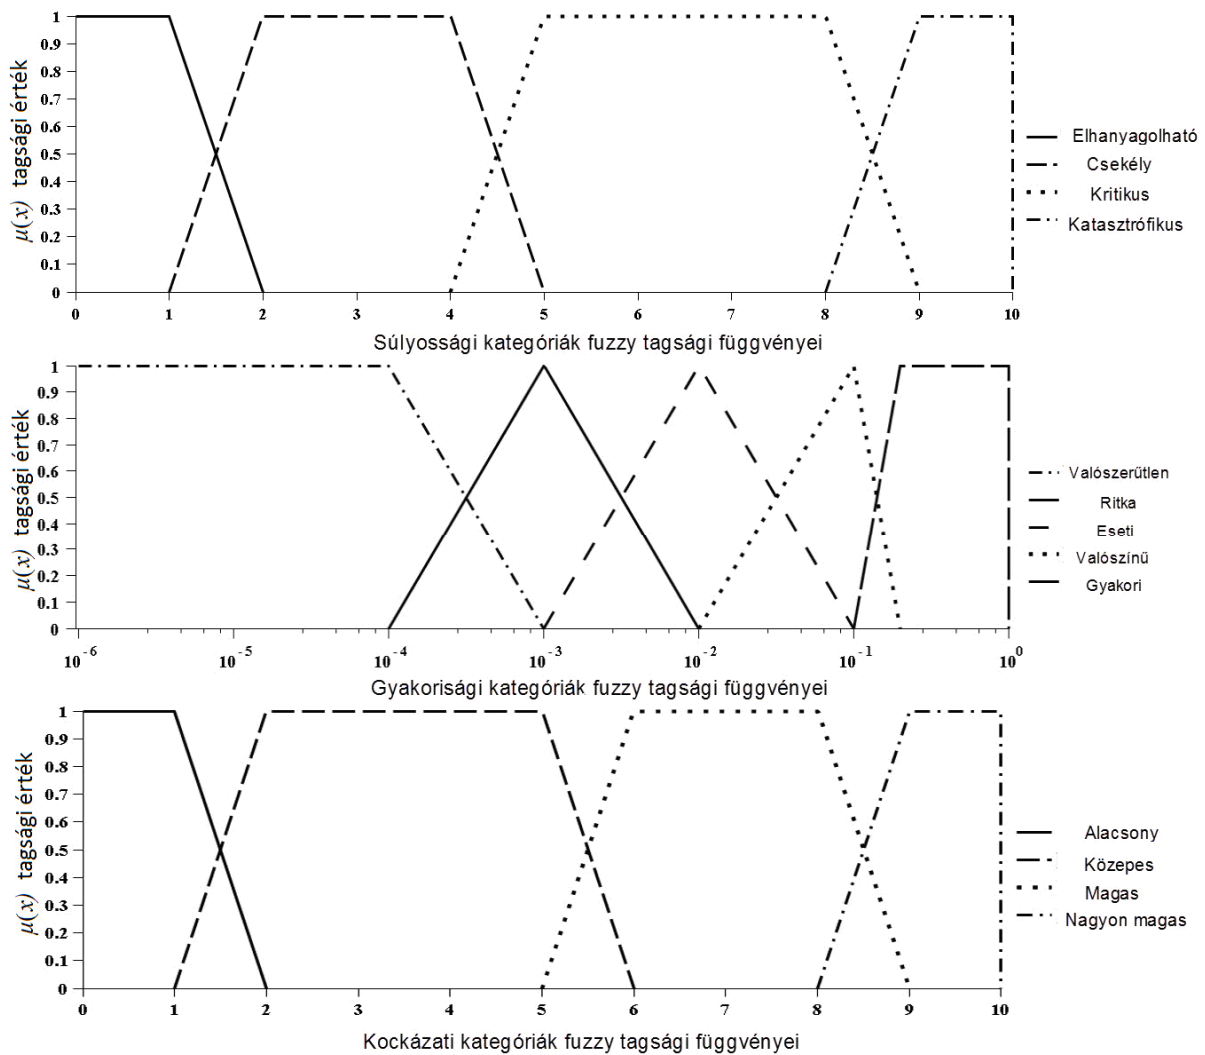 μ(x) tagsági érték
1
0.9
0.8
0.7
0.6
0.5
0.4
0.3
0.2
0.1
0
0 1 2 3 4 5 6 7 8 9 10
Súlyossági kategóriák fuzzy tagsági függvényei
Elhanyagolható
Csekély
Kritikus
Katasztrófikus
μ(x) tagsági érték
1
0.9
0.8
0.7
0.6
0.5
0.4
0.3
0.2
0.1
0
10^-6 10^-5 10^-4 10^-3 10^-2 10^-1 10^0
Gyakorisági kategóriák fuzzy tagsági függvényei
Valószerűtlen
Ritka
Eseti
Valószínű
Gyakori
μ(x) tagsági érték
1
0.9
0.8
0.7
0.6
0.5
0.4
0.3
0.2
0.1
0
0 1 2 3 4 5 6 7 8 9 10
Kockázati kategóriák fuzzy tagsági függvényei
Alacsony
Közepes
Magas
Nagyon magas